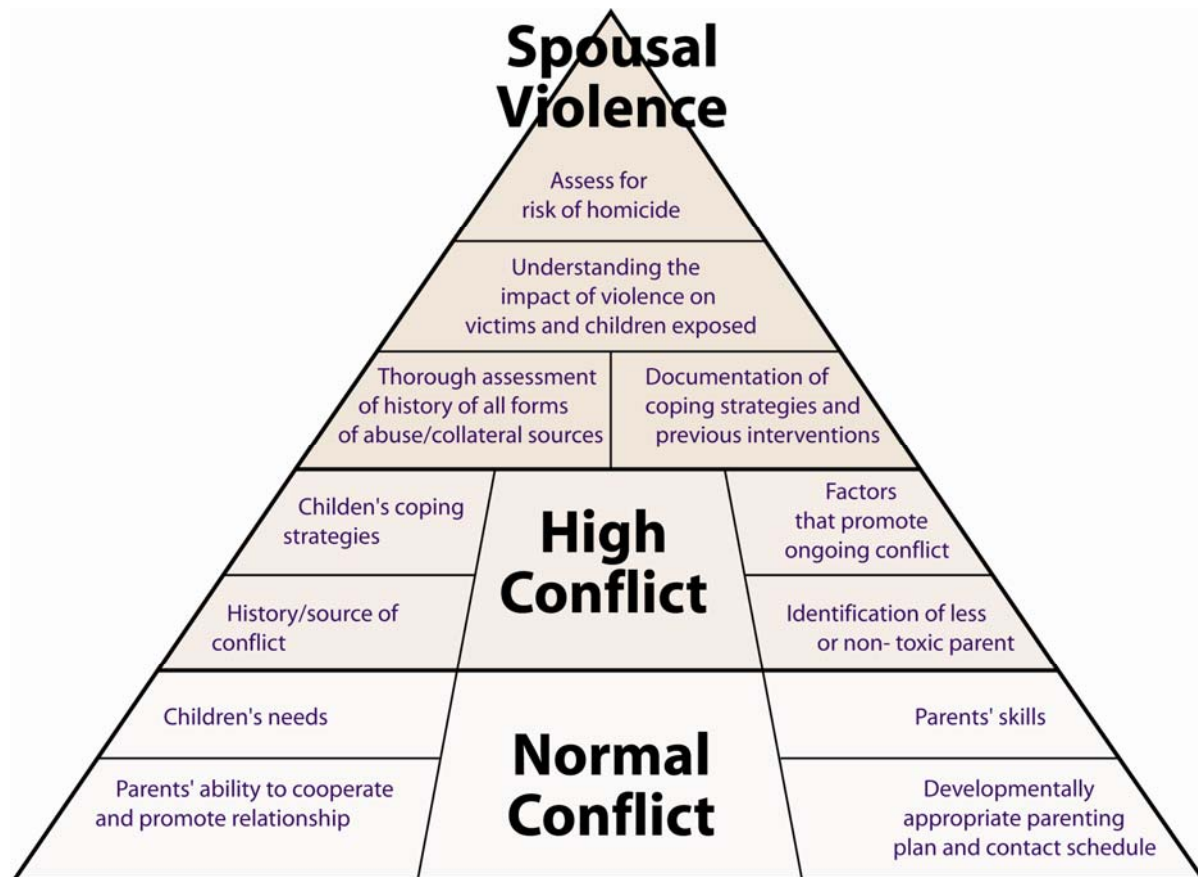 Spousal
Violence
Assess for
risk of homicide
Understanding the
impact of violence on
victims and children exposed
Thorough assessment
of history of all forms
of abuse/collateral sources
Documentation of
coping strategies and
previous interventions
Childen's coping
strategies
High
Conflict
Factors
that promote
ongoing conflict
History/source of
conflict
Identification of less
or non- toxic parent
Children's needs
Normal
Conflict
Parents' skills
Parents' ability to cooperate
and promote relationship
Developmentally
appropriate parenting
plan and contact schedule